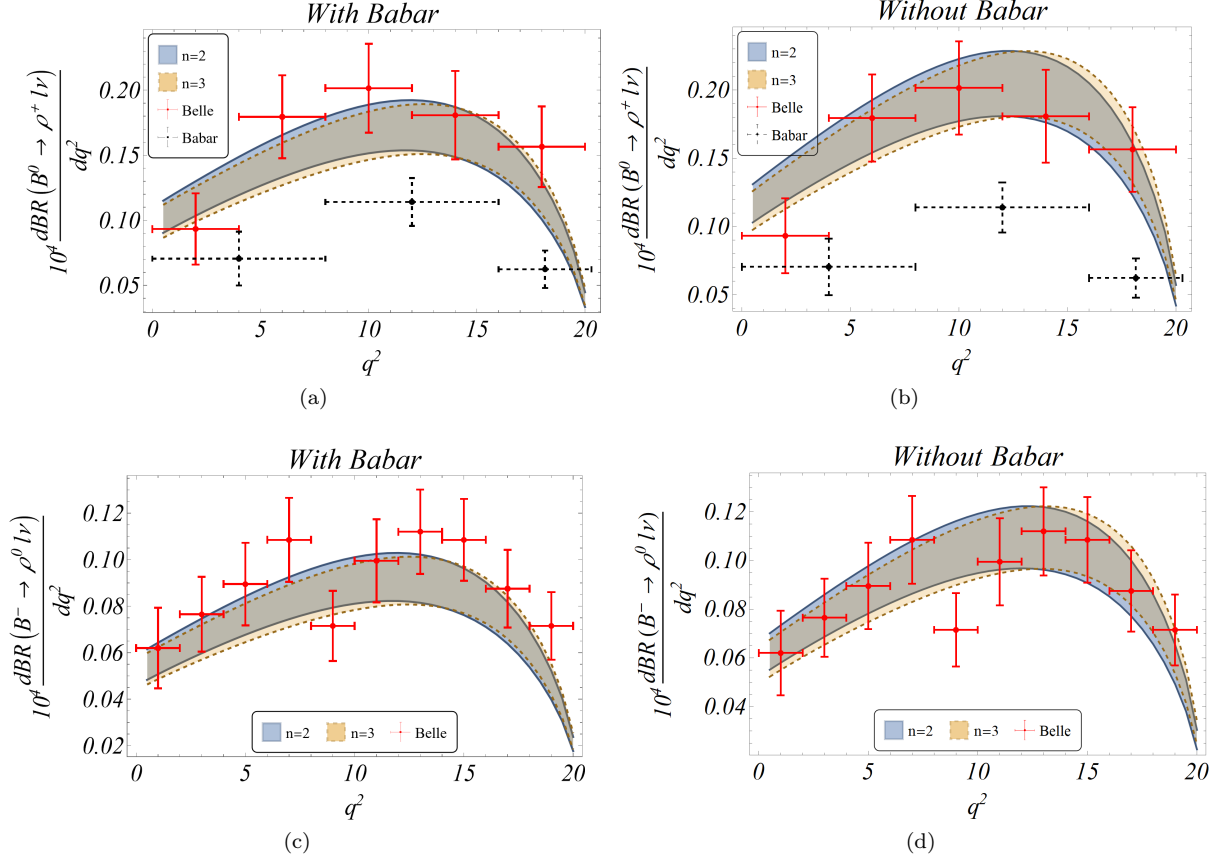 With Babar
10⁴ dBR (B⁰ → ρ⁺ lν) / dq²
n=2
n=3
Belle
Babar
0.20
0.15
0.10
0.05
0 5 10 15 20
q²
(a)
Without Babar
10⁴ dBR (B⁰ → ρ⁺ lν) / dq²
n=2
n=3
Belle
Babar
0.20
0.15
0.10
0.05
0 5 10 15 20
q²
(b)
With Babar
10⁴ dBR (B⁻ → ρ⁰ lν) / dq²
0.12
0.10
0.08
0.06
0.04
0.02
n=2 n=3 Belle
0 5 10 15 20
q²
(c)
Without Babar
10⁴ dBR (B⁻ → ρ⁰ lν) / dq²
0.12
0.10
0.08
0.06
0.04
n=2 n=3 Belle
0 5 10 15 20
q²
(d)